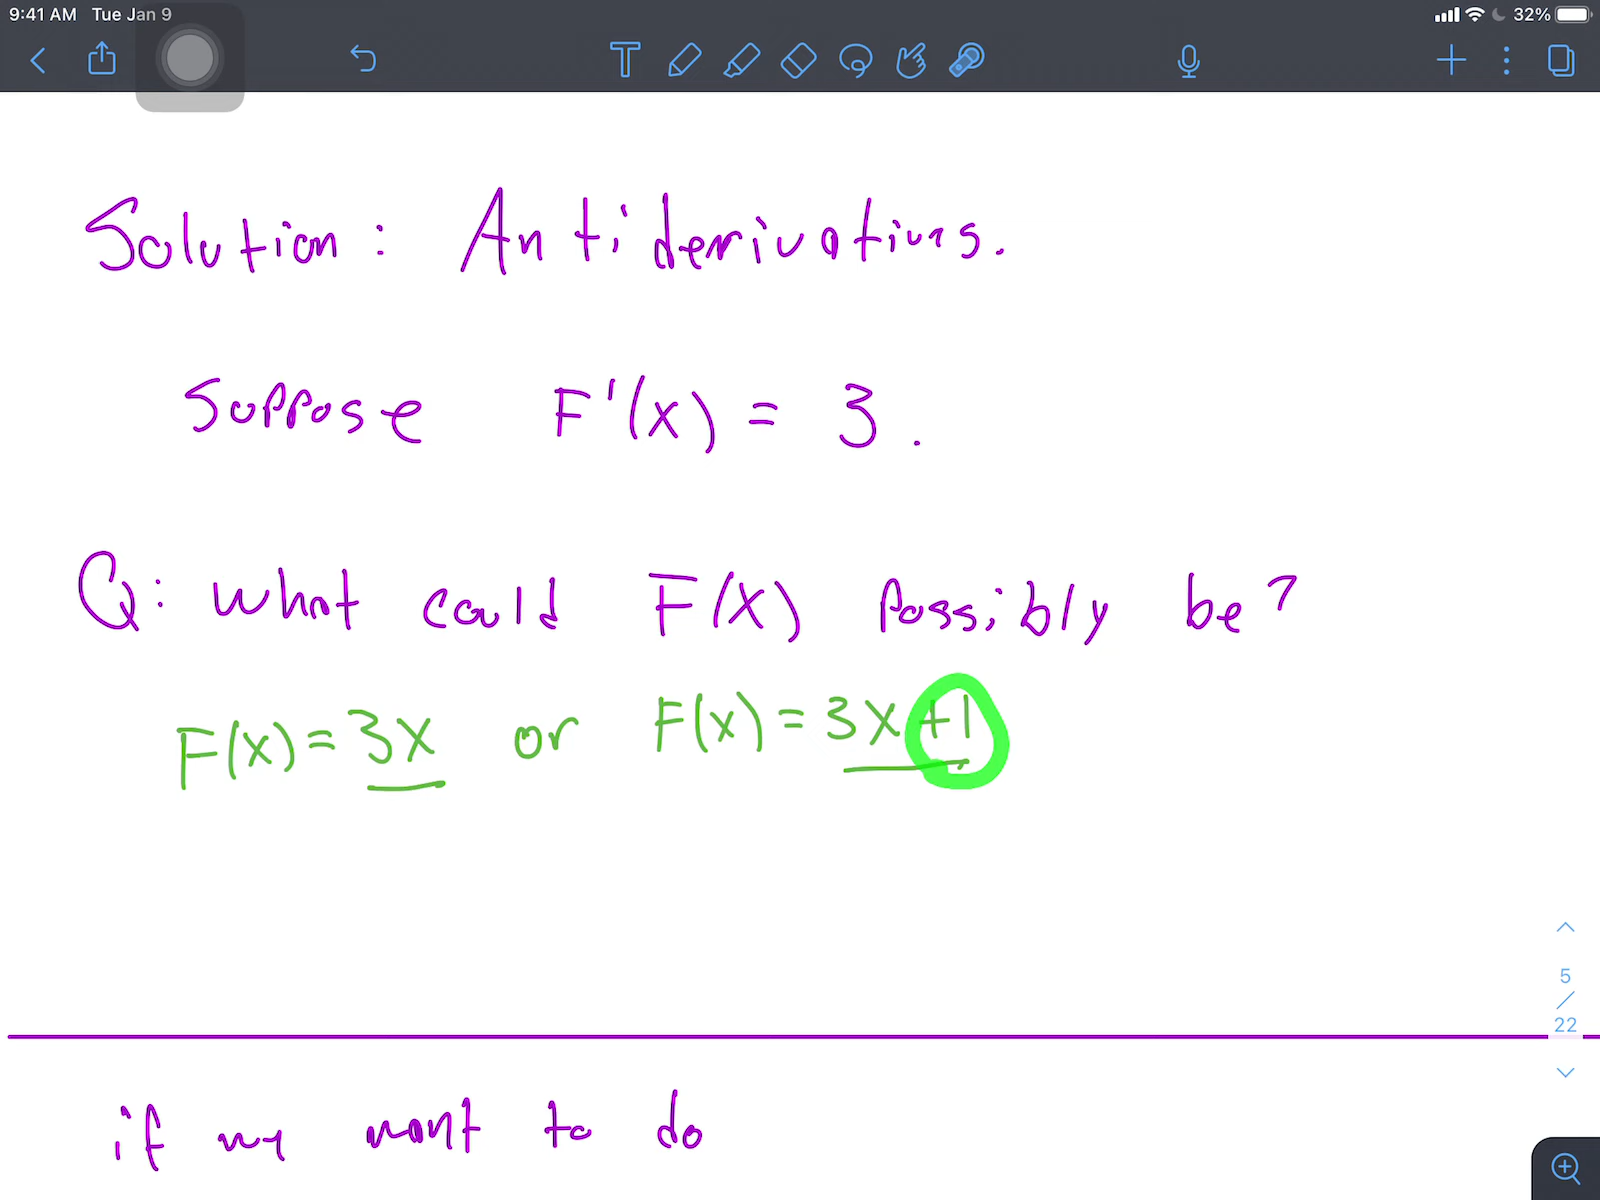 9:41 AM Tue Jan 9 32%
Solution: Antiderivatives.
Suppose F'(x) = 3.
Q: What could F(x) possibly be?
F(x) = 3x or F(x) = 3x +1
5
/
22
if we want to do